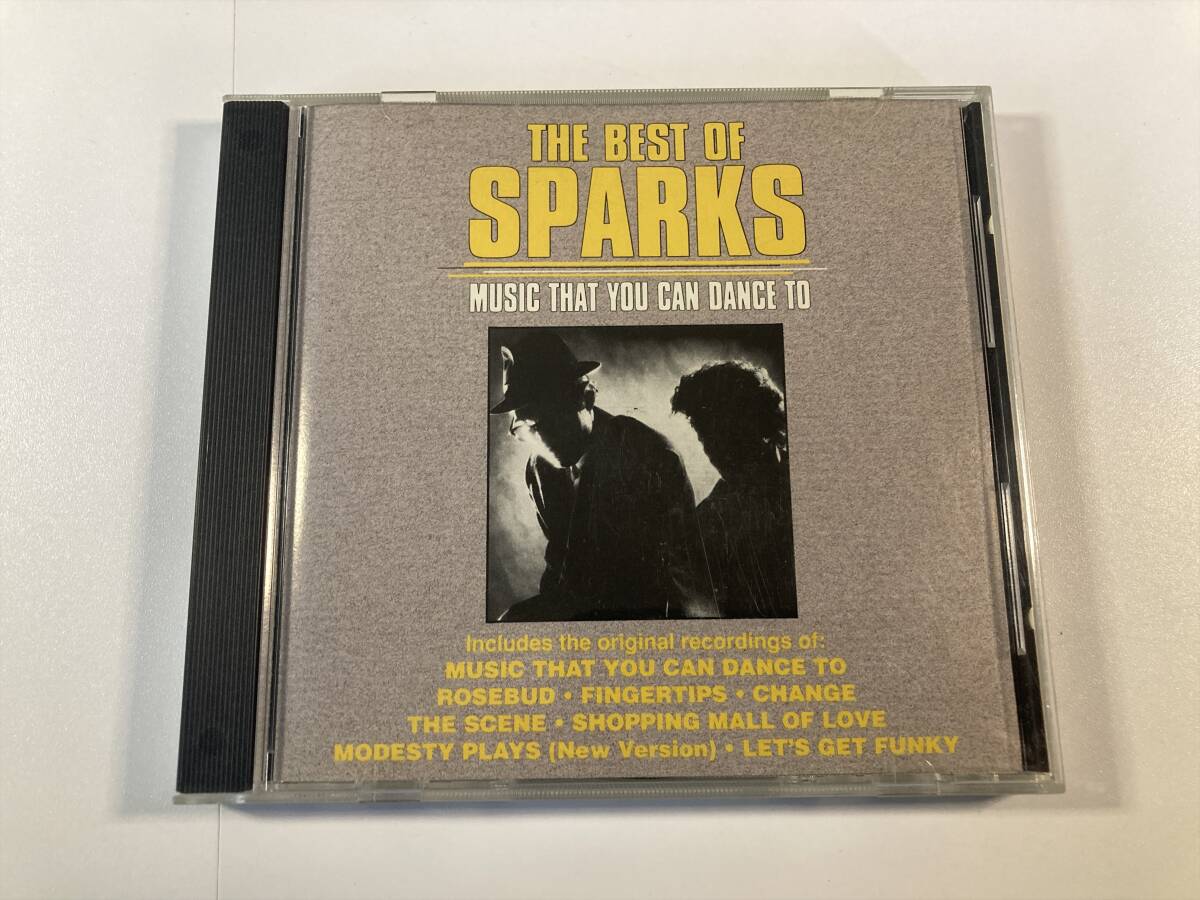 THE BEST OF
SPARKS
MUSIC THAT YOU CAN DANCE TO
Includes the original recordings of:
MUSIC THAT YOU CAN DANCE TO
ROSEBUD • FINGERTIPS • CHANGE
THE SCENE • SHOPPING MALL OF LOVE
MODESTY PLAYS (New Version) • LET'S GET FUNKY